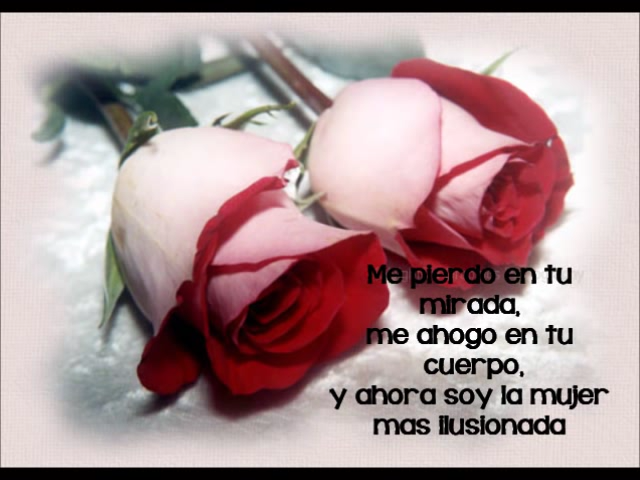 Me pierdo en tu
mirada,
me ahogo en tu
cuerpo,
y ahora soy la mujer
mas ilusionada